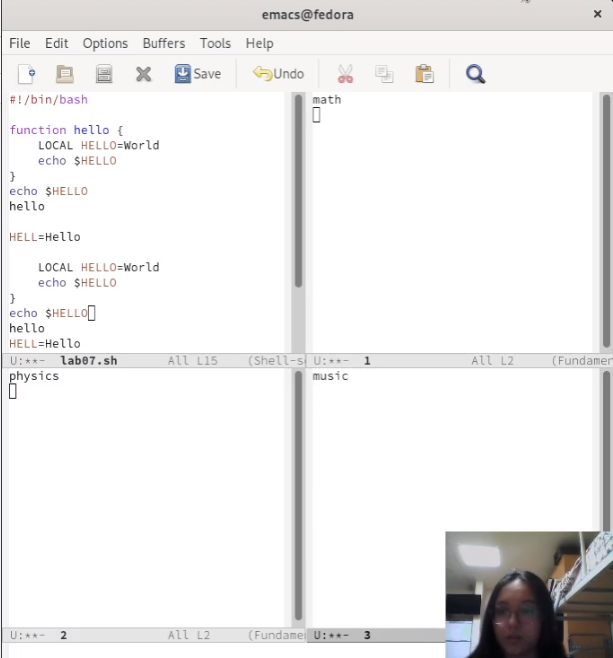 emacs@fedora ×
File Edit Options Buffers Tools Help
Save Undo
#!/bin/bash
function hello {
LOCAL HELLO=World
echo $HELLO
}
echo $HELLO
hello
HELL=Hello
LOCAL HELLO=World
echo $HELLO
}
echo $HELLO
hello
HELL=Hello
U:**- lab07.sh All L15 (Shell-s
math
U:**- 1 All L2 (Fundamen
physics
U:**- 2 All L2 (Fundame
music
U:**- 3